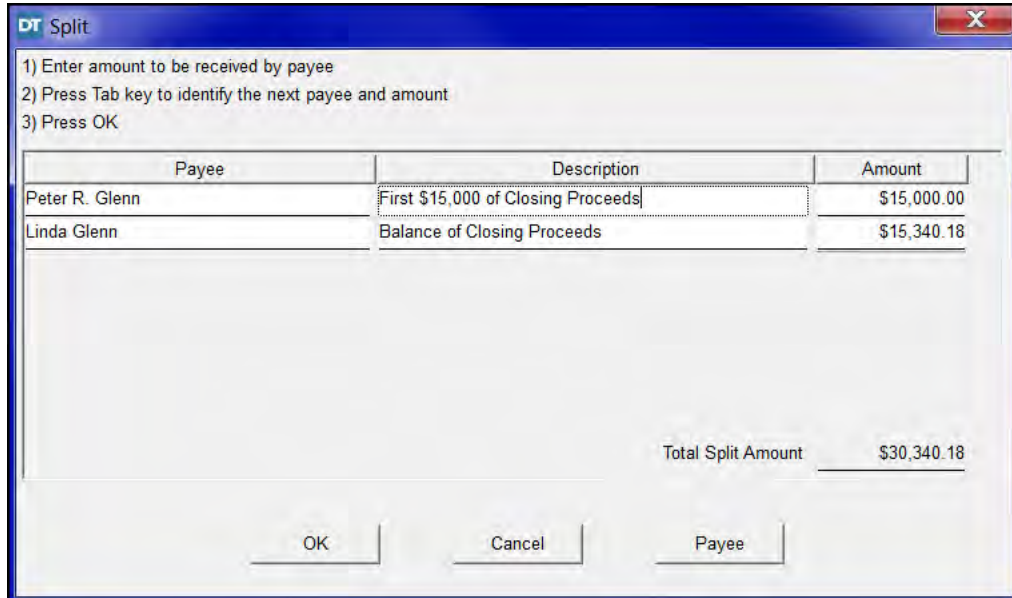 DT Split
X
1) Enter amount to be received by payee
2) Press Tab key to identify the next payee and amount
3) Press OK
Payee Description Amount
Peter R. Glenn First $15,000 of Closing Proceeds $15,000.00
Linda Glenn Balance of Closing Proceeds $15,340.18
Total Split Amount $30,340.18
OK Cancel Payee